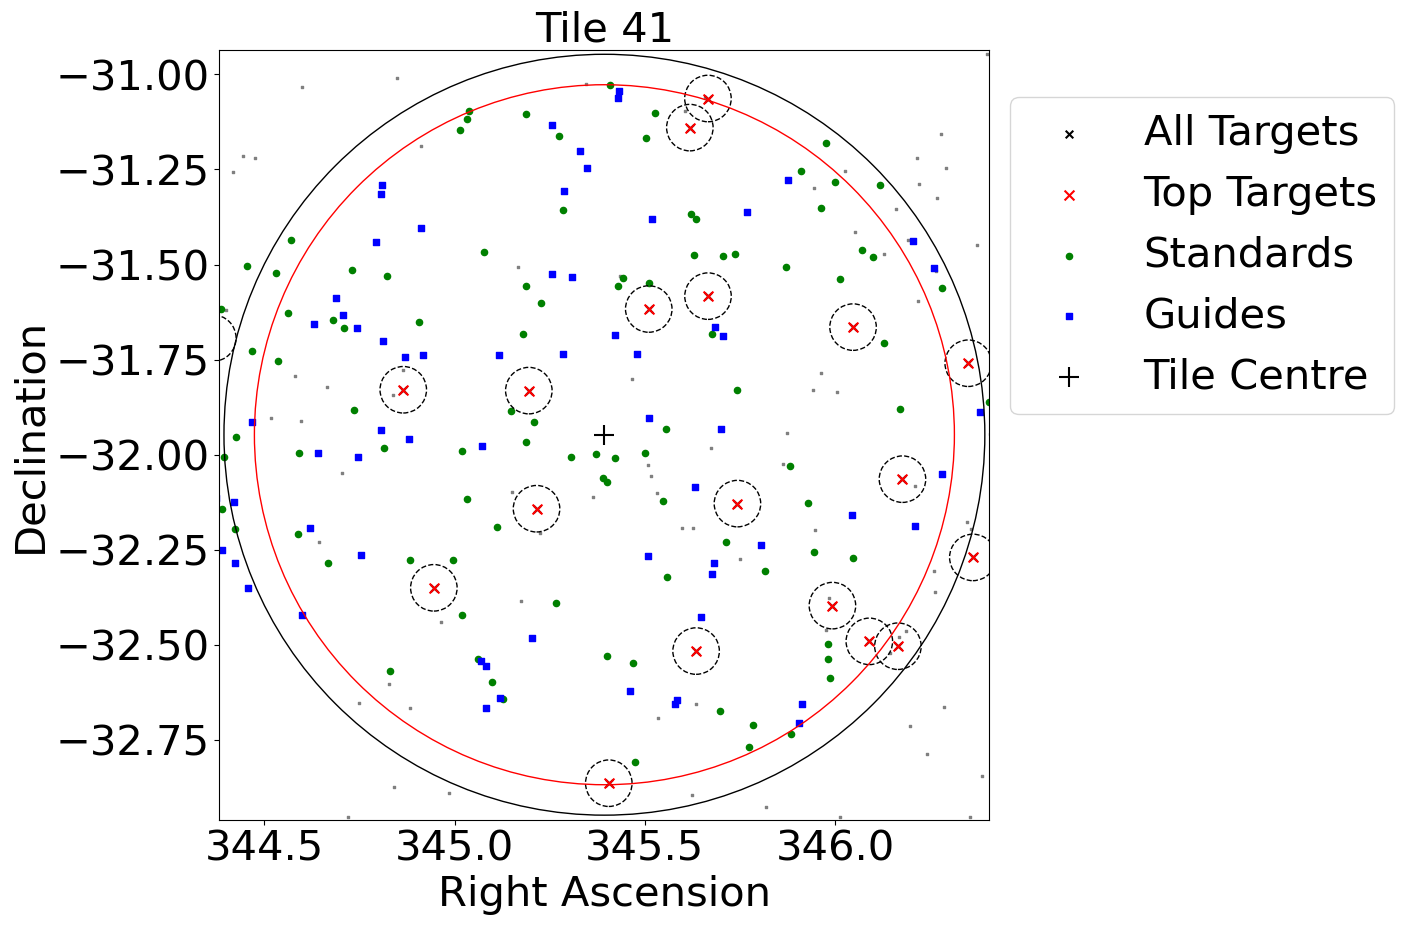 Tile 41
−31.00
−31.25
−31.50
−31.75
−32.00
−32.25
−32.50
−32.75
Declination
344.5 345.0 345.5 346.0
Right Ascension
All Targets
Top Targets
Standards
Guides
Tile Centre